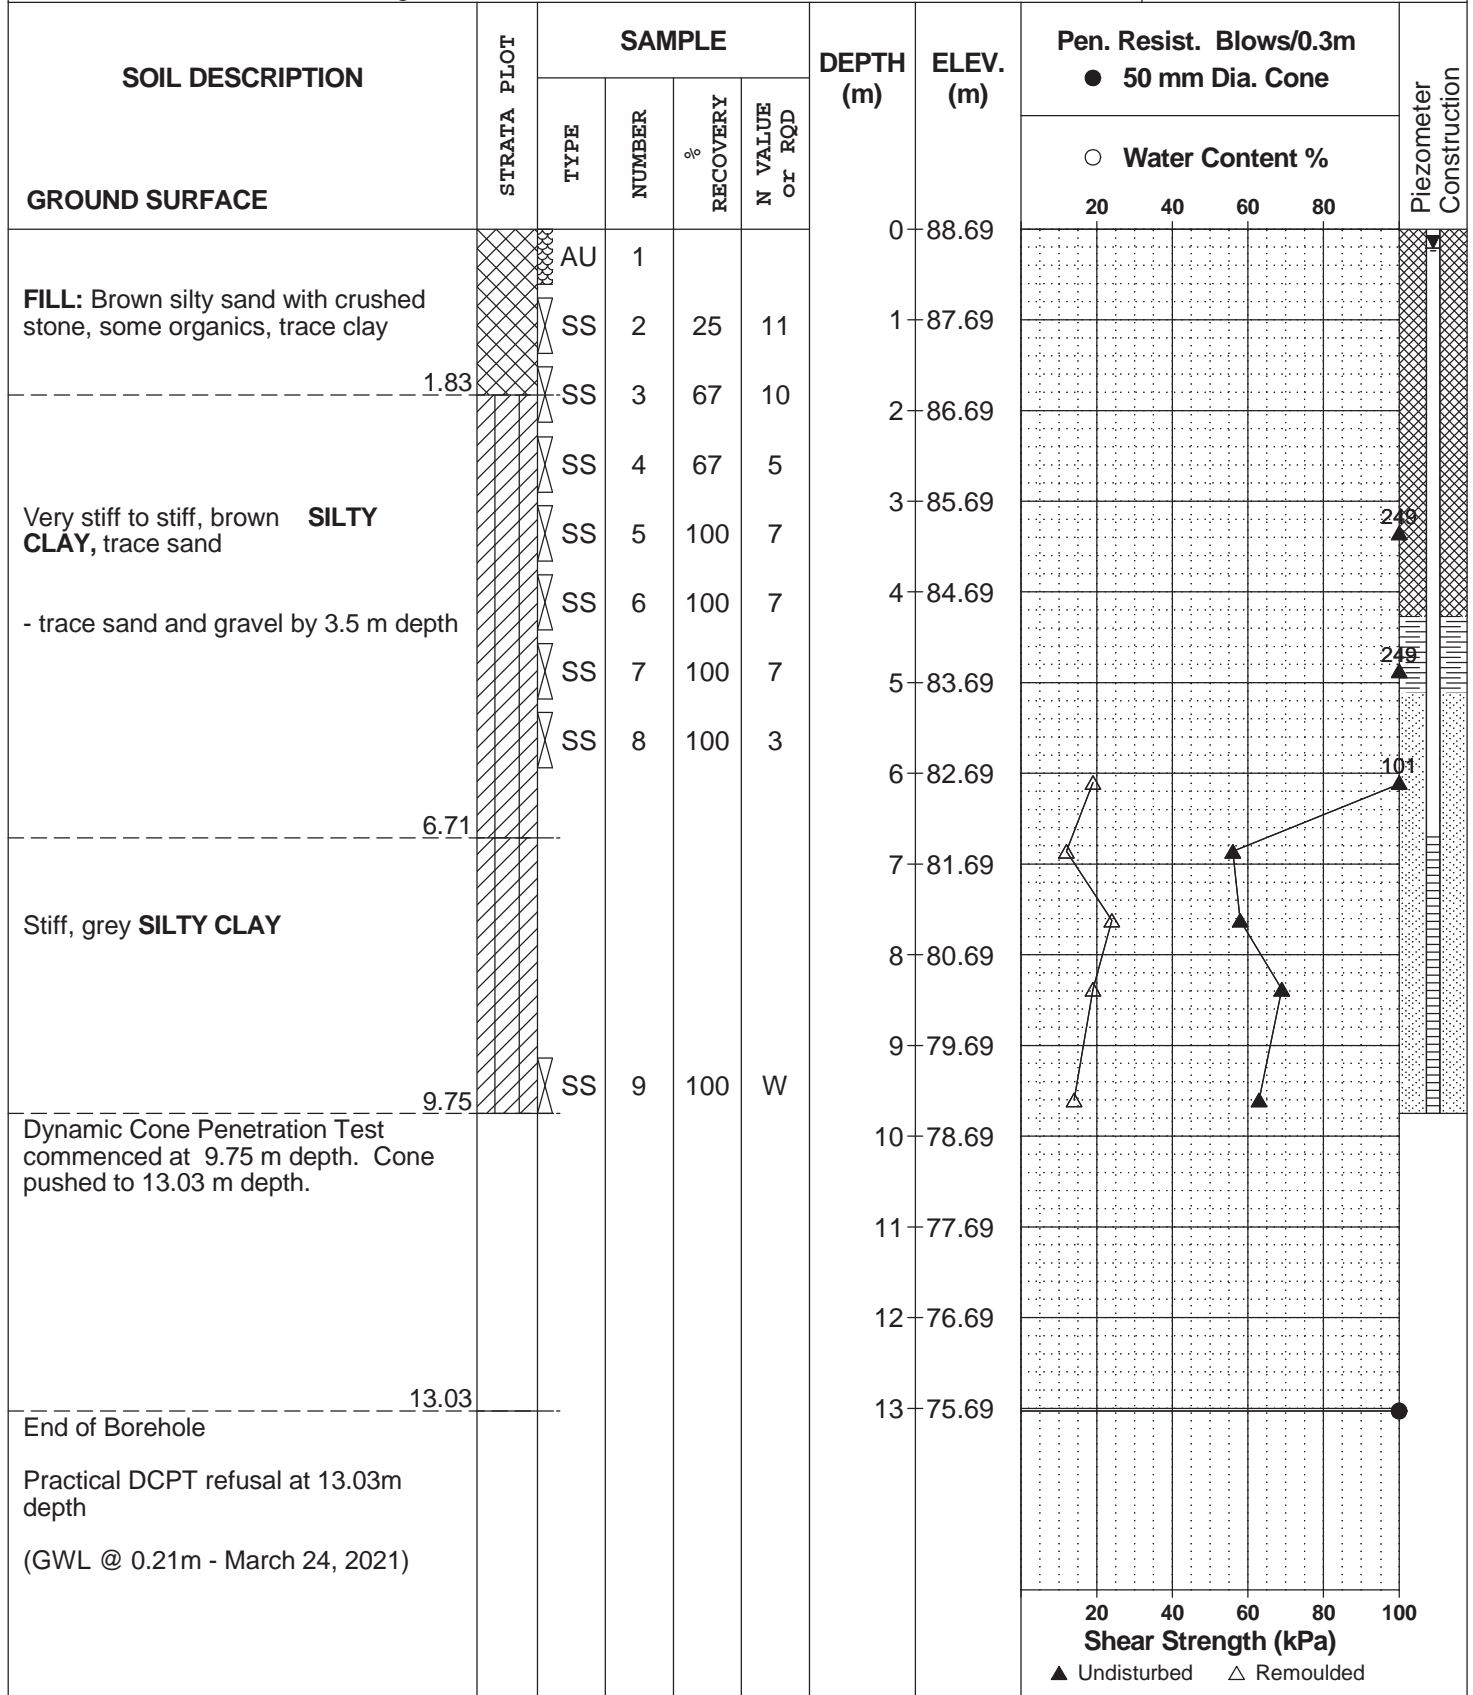 SOIL DESCRIPTION
GROUND SURFACE
STRATA PLOT
SAMPLE
TYPE
NUMBER
%
RECOVERY
N VALUE
or RQD
DEPTH
(m)
ELEV.
(m)
Pen. Resist. Blows/0.3m
● 50 mm Dia. Cone
○ Water Content %
20 40 60 80
Piezometer
Construction
0 88.69
AU 1
FILL: Brown silty sand with crushed
stone, some organics, trace clay
SS 2 25 11
1 87.69
1.83
SS 3 67 10
2 86.69
SS 4 67 5
3 85.69
Very stiff to stiff, brown SILTY
CLAY, trace sand
SS 5 100 7
249
4 84.69
SS 6 100 7
- trace sand and gravel by 3.5 m depth
SS 7 100 7
249
5 83.69
SS 8 100 3
6 82.69
101
6.71
7 81.69
Stiff, grey SILTY CLAY
8 80.69
9 79.69
SS 9 100 W
9.75
Dynamic Cone Penetration Test
commenced at 9.75 m depth. Cone
pushed to 13.03 m depth.
10 78.69
11 77.69
12 76.69
13.03
13 75.69
End of Borehole
Practical DCPT refusal at 13.03m
depth
(GWL @ 0.21m - March 24, 2021)
20 40 60 80 100
Shear Strength (kPa)
▲ Undisturbed △ Remoulded